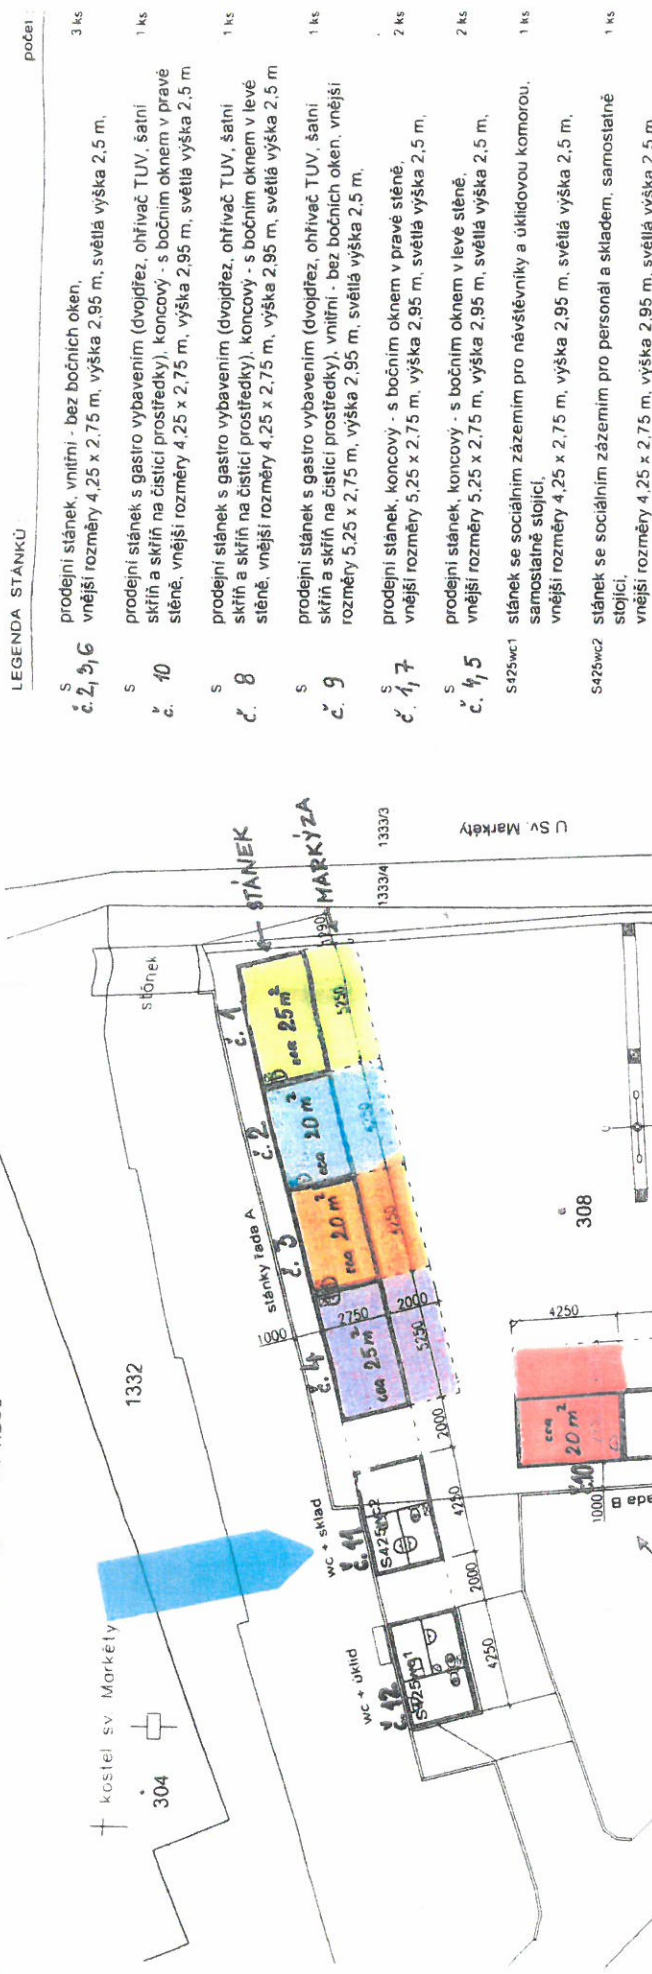 LEGENDA STÁNKŮ
počet :
S
č. 2, 3, 6
prodejní stánek, vnitřní - bez bočních oken,
vnější rozměry 4,25 x 2,75 m, výška 2,95 m, světlá výška 2,5 m,
3 ks
S
č. 10
prodejní stánek s gastro vybavením (dvojdřez, ohřívač TUV, šatní
skříň a skříň na čistící prostředky), koncový - s bočním oknem v pravé
stěně, vnější rozměry 4,25 x 2,75 m, výška 2,95 m, světlá výška 2,5 m
1 ks
S
č. 8
prodejní stánek s gastro vybavením (dvojdřez, ohřívač TUV, šatní
skříň a skříň na čistící prostředky), koncový - s bočním oknem v levé
stěně, vnější rozměry 4,25 x 2,75 m, výška 2,95 m, světlá výška 2,5 m
1 ks
S
č. 9
prodejní stánek s gastro vybavením (dvojdřez, ohřívač TUV, šatní
skříň a skříň na čistící prostředky), vnitřní - bez bočních oken, vnější
rozměry 5,25 x 2,75 m, výška 2,95 m, světlá výška 2,5 m,
1 ks
S
č. 1, 7
prodejní stánek, koncový - s bočním oknem v pravé stěně,
vnější rozměry 5,25 x 2,75 m, výška 2,95 m, světlá výška 2,5 m,
2 ks
S
č. 4, 5
prodejní stánek, koncový - s bočním oknem v levé stěně,
vnější rozměry 5,25 x 2,75 m, výška 2,95 m, světlá výška 2,5 m,
2 ks
S425wc1
stánek se sociálním zázemím pro návštěvníky a úklidovou komorou,
samostatně stojící,
vnější rozměry 4,25 x 2,75 m, výška 2,95 m, světlá výška 2,5 m,
1 ks
S425wc2
stánek se sociálním zázemím pro personál a skladem, samostatně
stojící,
vnější rozměry 4,25 x 2,75 m, výška 2,95 m, světlá výška 2,5 m
1 ks
kostel sv Markéty
304
1332
stánek
STÁNEK
MARKÝZA
1333/4
1333/3
U Sv. Markéty
stánky řada A
č. 1
cca 25 m²
5250
1290
č. 2
cca 20 m²
č. 3
cca 20 m²
č. 4
cca 25 m²
5250
1000
2750
2000
2000
wc + sklad
č. 11
S425wc2
4250
2000
wc + úklid
č. 12
4250
308
4250
cca
20 m²
č. 10
1000
ada B